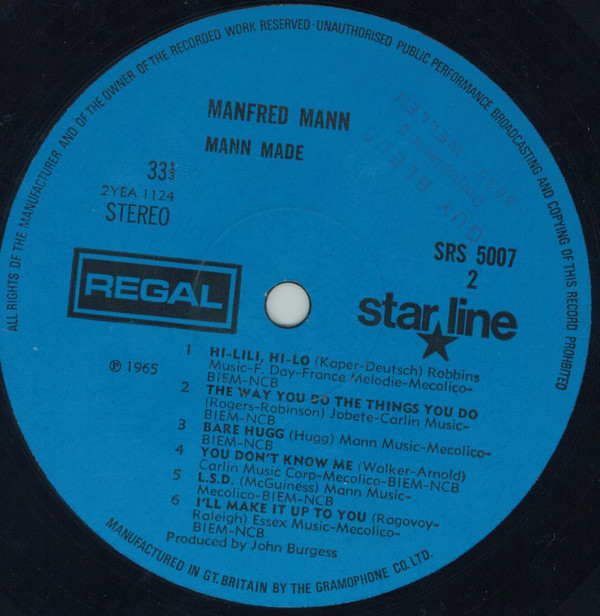 ALL RIGHTS OF THE MANUFACTURER AND OF THE OWNER OF THE RECORDED WORK RESERVED · UNAUTHORISED PUBLIC PERFORMANCE BROADCASTING AND COPYING OF THIS RECORD PROHIBITED
MANFRED MANN
MANN MADE
33⅓
2YEA 1124
STEREO
GUY BLEUS
WELLEN
SRS 5007
2
REGAL
star line
℗ 1965
1 HI-LILI, HI-LO (Kaper-Deutsch) Robbins
Music-F. Day-France Melodie-Mecolico-
BIEM-NCB
2 THE WAY YOU DO THE THINGS YOU DO
(Rogers-Robinson) Jobete-Carlin Music-
BIEM-NCB
3 BARE HUGG (Hugg) Mann Music-Mecolico-
BIEM-NCB
4 YOU DON'T KNOW ME (Wolker-Arnold)
Carlin Music Corp-Mecolico-BIEM-NCB
5 L.S.D. (McGuiness) Mann Music-
Mecolico-BIEM-NCB
6 I'LL MAKE IT UP TO YOU (Ragovoy-
Raleigh) Essex Music-Mecolico-
BIEM-NCB
Produced by John Burgess
MANUFACTURED IN GT. BRITAIN BY THE GRAMOPHONE CO. LTD.